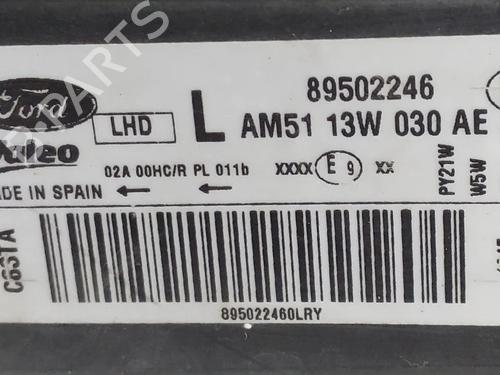 Ford
LHD
L
89502246
AM51 13W 030 AE
Valeo
02A 00HC/R PL 011b
XXXX E 9 XX
PY21W
W5W
MADE IN SPAIN
C6STA
895022460LRY